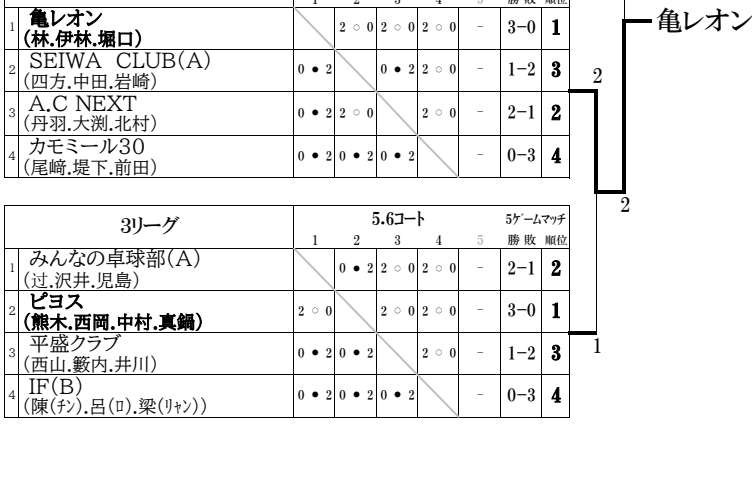 1 亀レオン 2 ○ 0 2 ○ 0 2 ○ 0 - 3-0 1
(林.伊林.堀口)
2 SEIWA CLUB(A) 0 ● 2 0 ● 2 2 ○ 0 - 1-2 3
(四方.中田.岩崎)
3 A.C NEXT 0 ● 2 2 ○ 0 2 ○ 0 - 2-1 2
(丹羽.大渕.北村)
4 カモミール30 0 ● 2 0 ● 2 0 ● 2 - 0-3 4
(尾﨑.堤下.前田)
亀レオン
2
2
1
3リーグ 5.6コート 5ゲームマッチ
1 2 3 4 5 勝 敗 順位
1 みんなの卓球部(A) 0 ● 2 2 ○ 0 2 ○ 0 - 2-1 2
(辻.沢井.児島)
2 ピヨス 2 ○ 0 2 ○ 0 2 ○ 0 - 3-0 1
(熊木.西岡.中村.真鍋)
3 平盛クラブ 0 ● 2 0 ● 2 2 ○ 0 - 1-2 3
(西山.籔内.井川)
4 IF(B) 0 ● 2 0 ● 2 0 ● 2 - 0-3 4
(陳(チン).呂(ロ).梁(リャン))